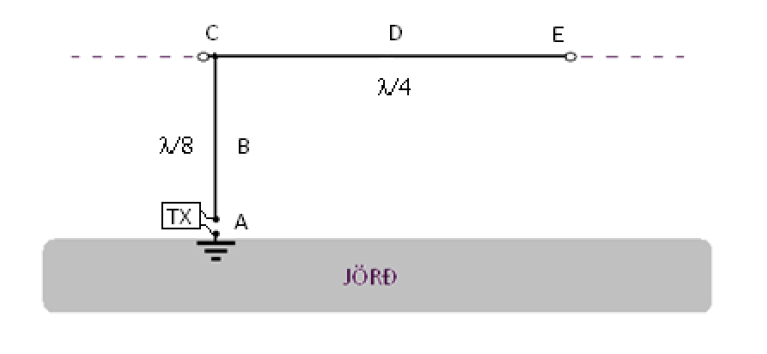 C D E
λ/4
λ/8 B
TX A
JÖRÐ